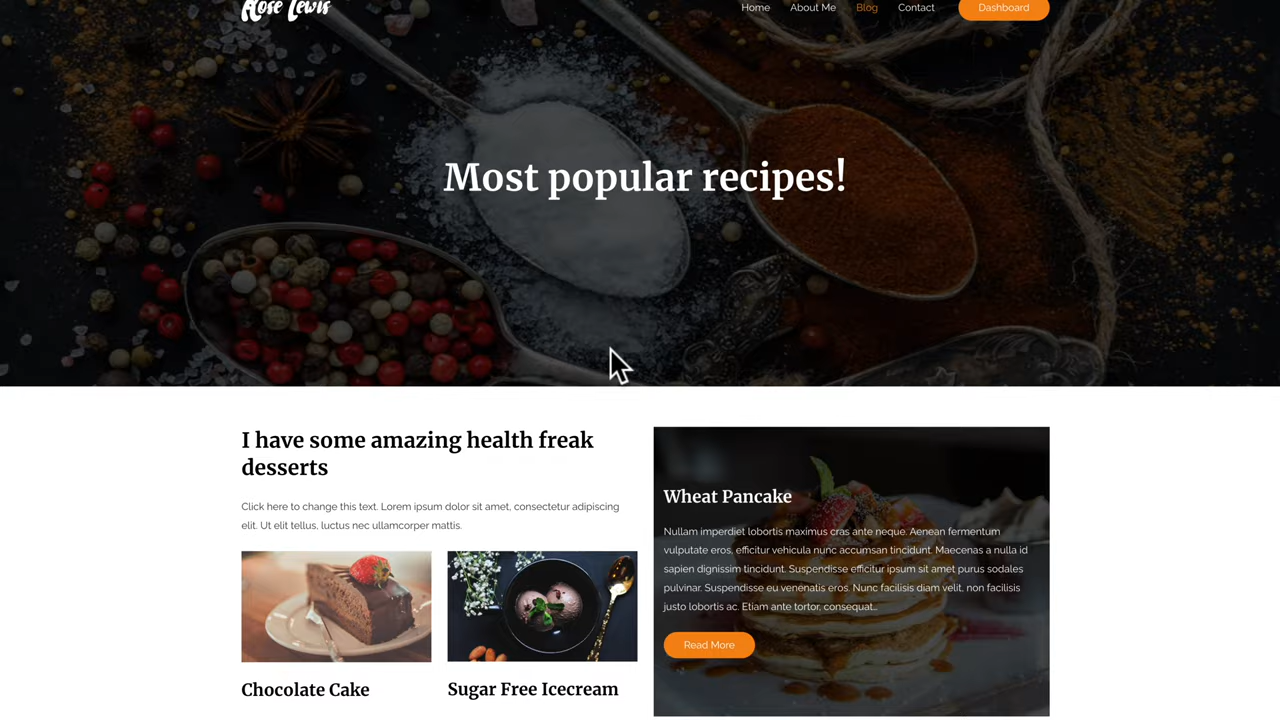 Rose Lewis
Home About Me Blog Contact Dashboard
Most popular recipes!
I have some amazing health freak
desserts
Click here to change this text. Lorem ipsum dolor sit amet, consectetur adipiscing
elit. Ut elit tellus, luctus nec ullamcorper mattis.
Chocolate Cake
Sugar Free Icecream
Wheat Pancake
Nullam imperdiet lobortis maximus cras ante neque. Aenean fermentum
vulputate eros, efficitur vehicula nunc accumsan tincidunt. Maecenas a nulla id
sapien dignissim tincidunt. Suspendisse efficitur ipsum sit amet purus sodales
pulvinar. Suspendisse eu venenatis eros. Nunc facilisis diam velit, non facilisis
justo lobortis ac. Etiam ante tortor, consequat...
Read More